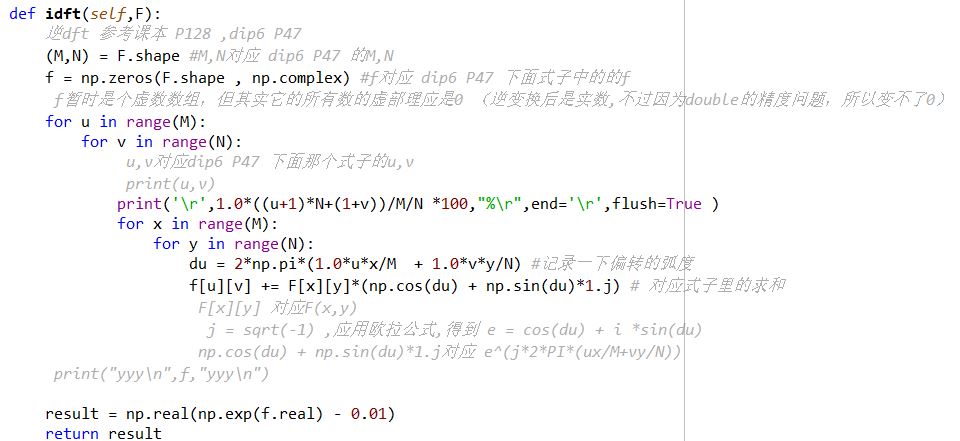 def idft(self,F):
逆dft 参考课本 P128 ,dip6 P47
(M,N) = F.shape #M,N对应 dip6 P47 的M,N
f = np.zeros(F.shape , np.complex) #f对应 dip6 P47 下面式子中的的f
f暂时是个虚数数组，但其实它的所有数的虚部理应是0 （逆变换后是实数,不过因为double的精度问题，所以变不了0）
for u in range(M):
for v in range(N):
u,v对应dip6 P47 下面那个式子的u,v
print(u,v)
print('\r',1.0*((u+1)*N+(1+v))/M/N *100,"%\r",end='\r',flush=True )
for x in range(M):
for y in range(N):
du = 2*np.pi*(1.0*u*x/M  + 1.0*v*y/N) #记录一下偏转的弧度
f[u][v] += F[x][y]*(np.cos(du) + np.sin(du)*1.j) # 对应式子里的求和
F[x][y] 对应F(x,y)
j = sqrt(-1) ,应用欧拉公式,得到 e = cos(du) + i *sin(du)
np.cos(du) + np.sin(du)*1.j对应 e^(j*2*PI*(ux/M+vy/N))
print("yyy\n",f,"yyy\n")
result = np.real(np.exp(f.real) - 0.01)
return result